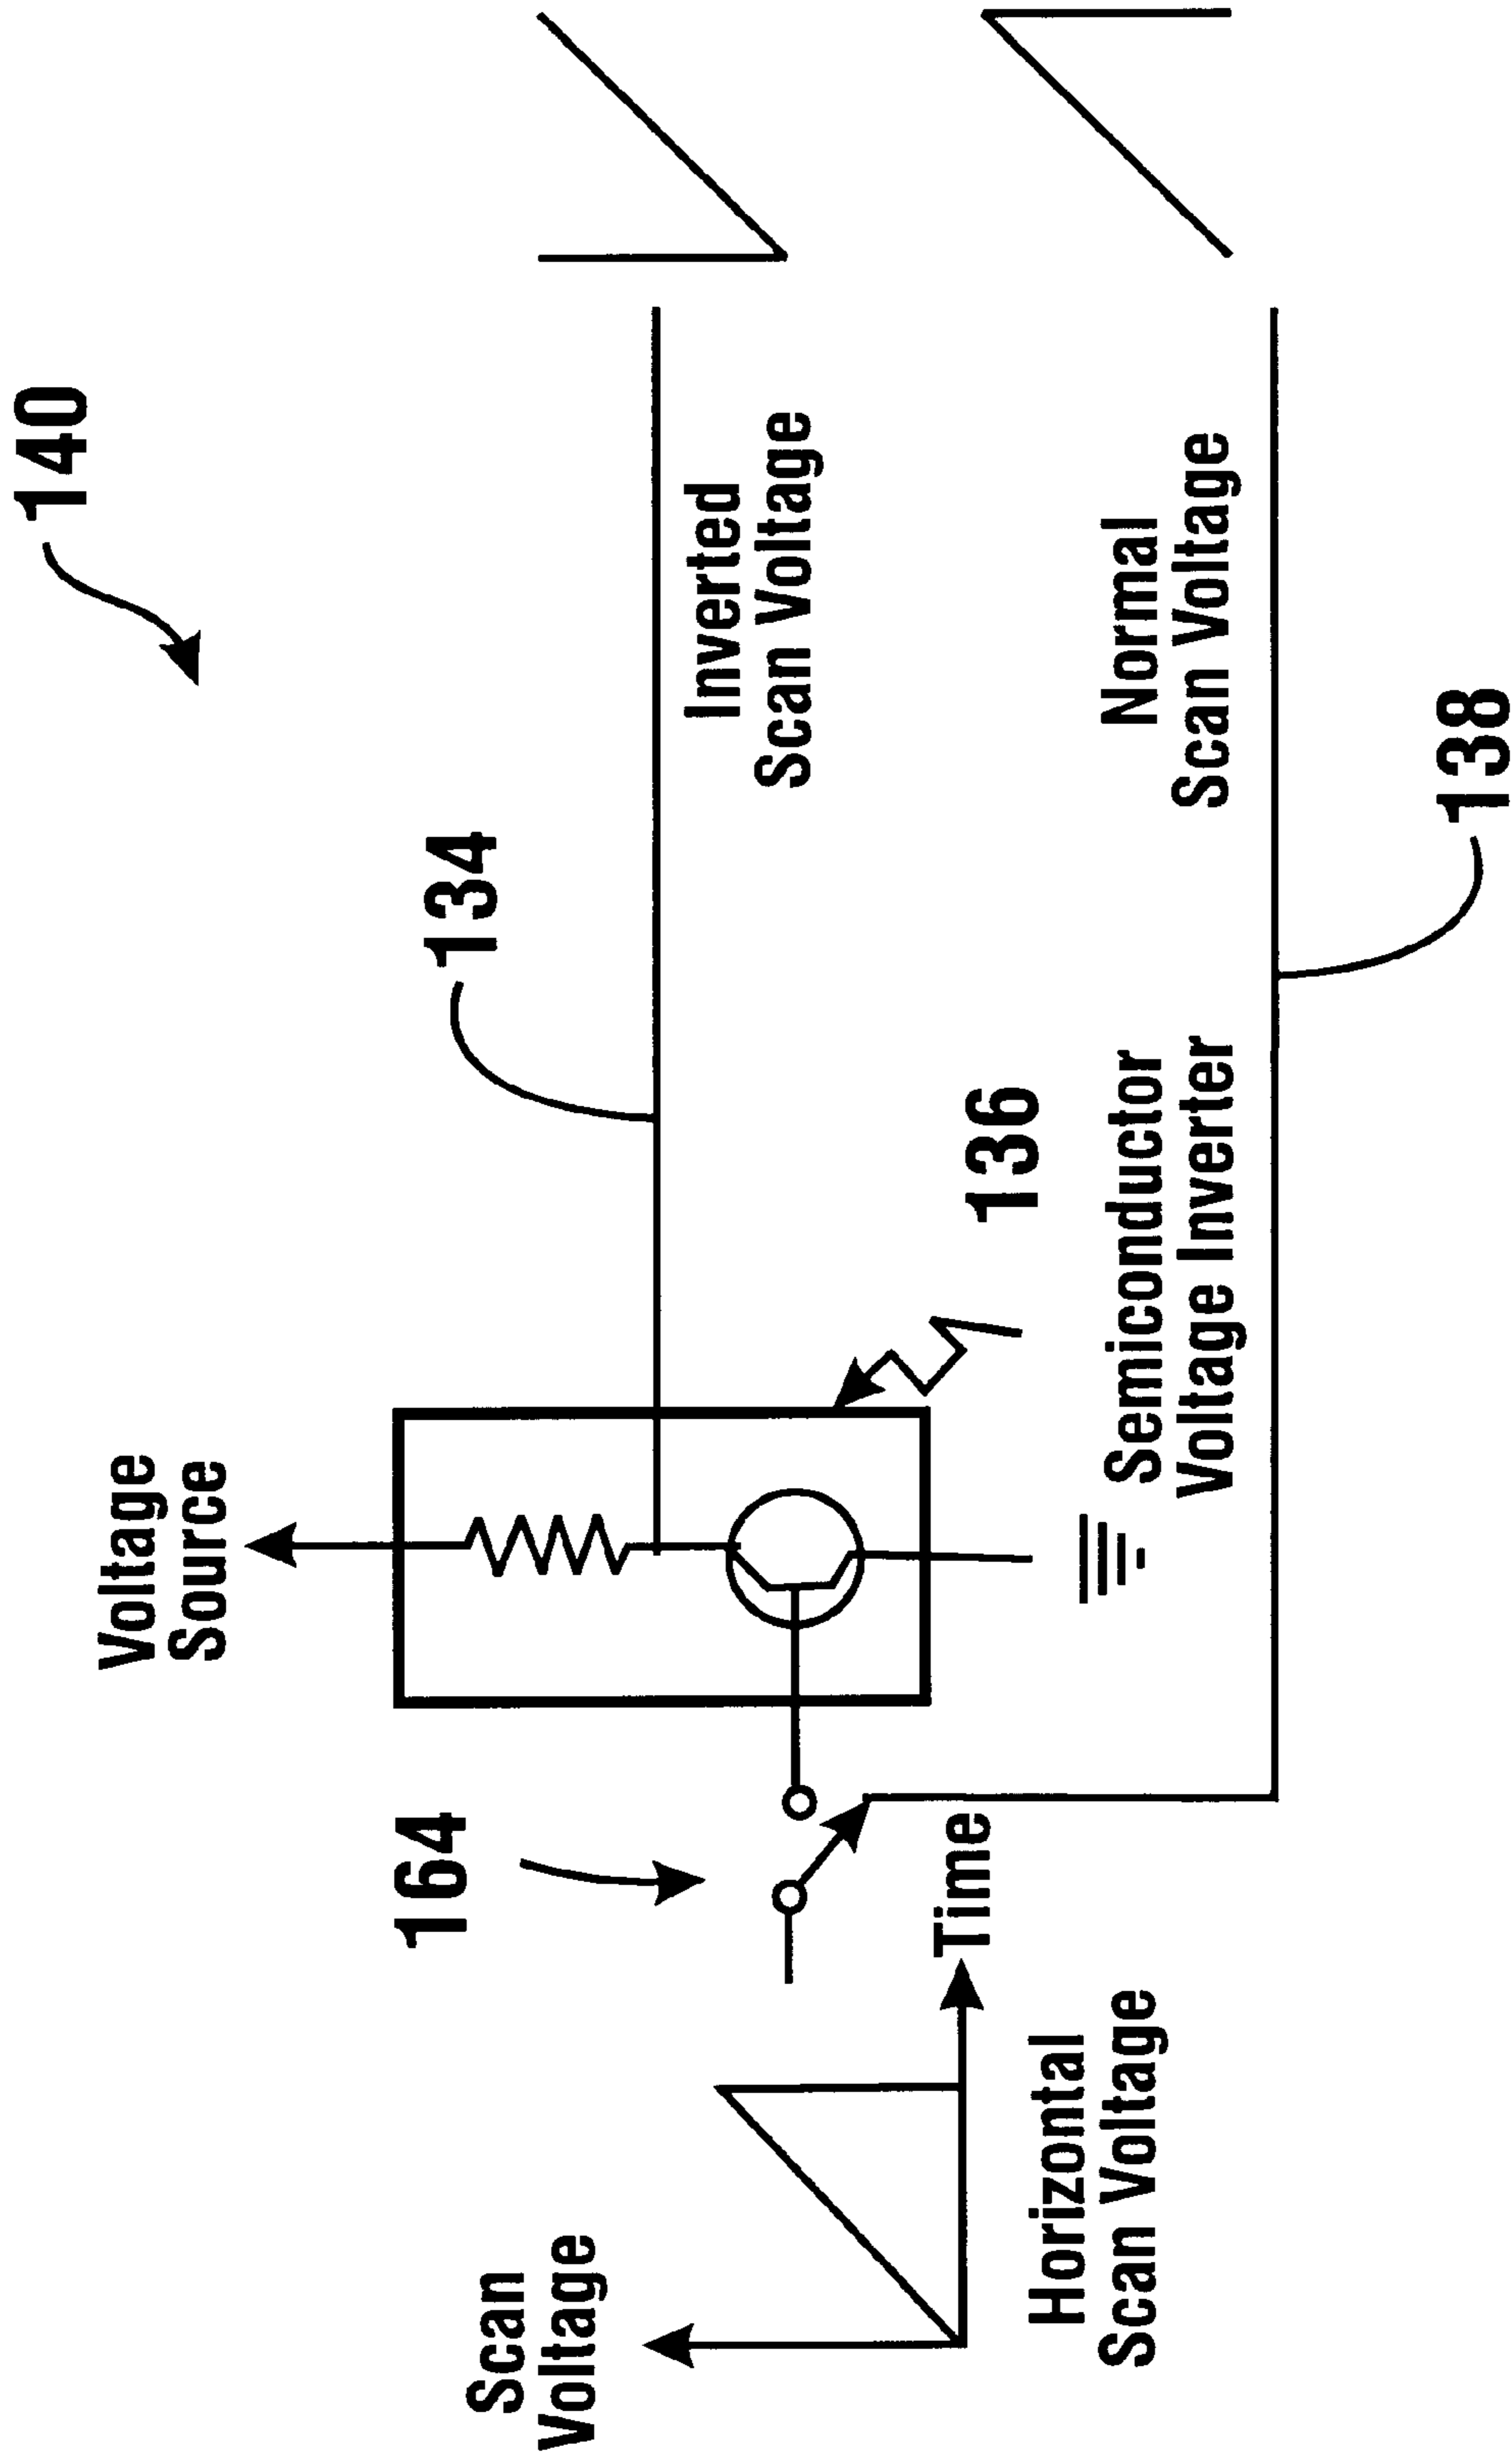 140
Voltage
Source
134
164
Scan
Voltage
Inverted
Scan Voltage
136
Time
Normal
Scan Voltage
Horizontal
Scan Voltage
Semiconductor
Voltage Inverter
138